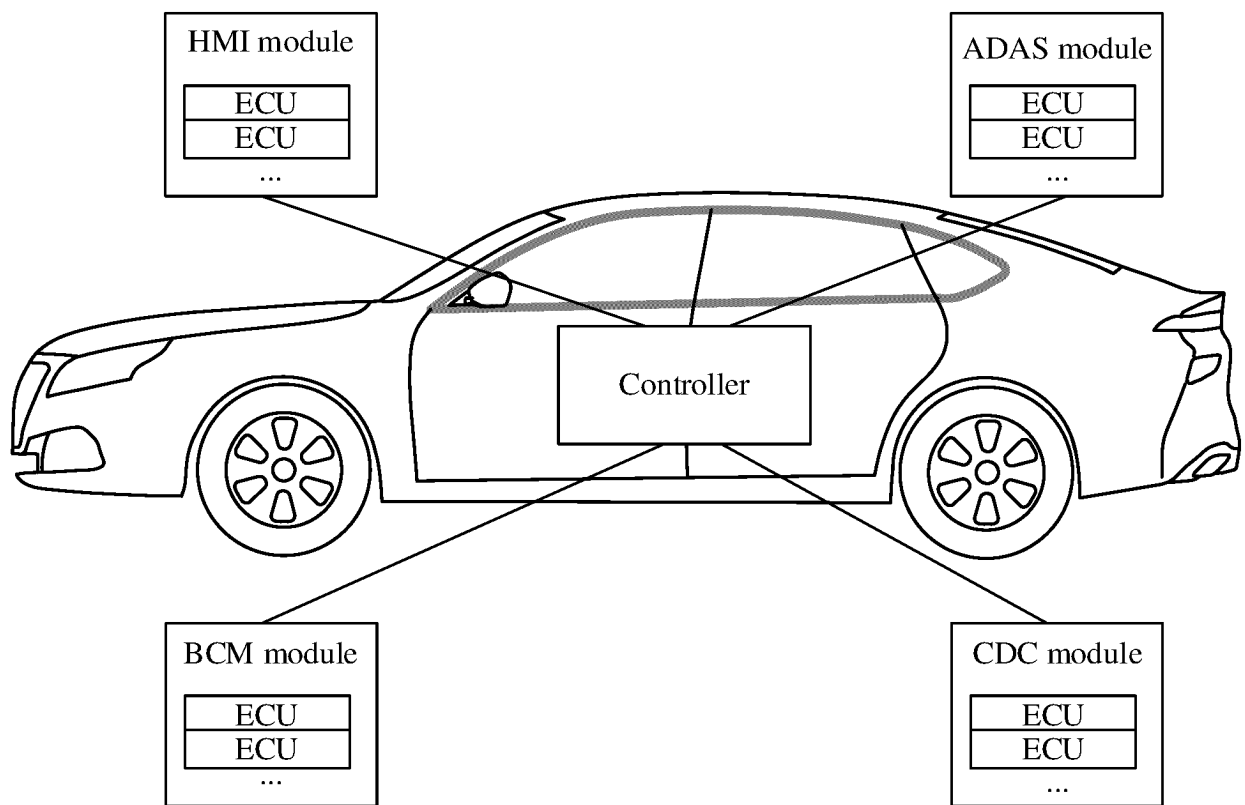 HMI module
ECU
ECU
...
ADAS module
ECU
ECU
...
Controller
BCM module
ECU
ECU
...
CDC module
ECU
ECU
...